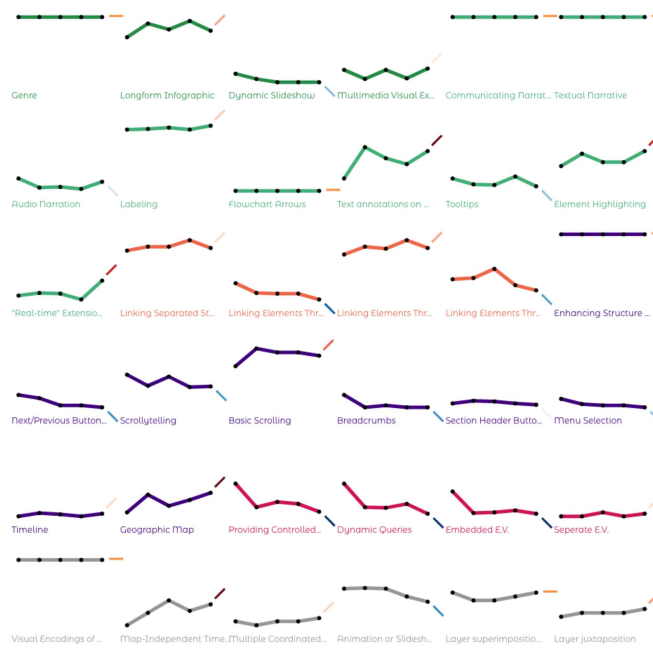 Genre
Longform Infographic
Dynamic Slideshow
Multimedia Visual Ex...
Communicating Narrat...
Textual Narrative
Audio Narration
Labeling
Flowchart Arrows
Text annotations on ...
Tooltips
Element Highlighting
"Real-time" Extensio...
Linking Separated St...
Linking Elements Thr...
Linking Elements Thr...
Linking Elements Thr...
Enhancing Structure ...
Next/Previous Button...
Scrollytelling
Basic Scrolling
Breadcrumbs
Section Header Butto...
Menu Selection
Timeline
Geographic Map
Providing Controlled...
Dynamic Queries
Embedded E.V.
Seperate E.V.
Visual Encodings of ...
Map-Independent Time...
Multiple Coordinated...
Animation or Slidesh...
Layer superimpositio...
Layer juxtaposition